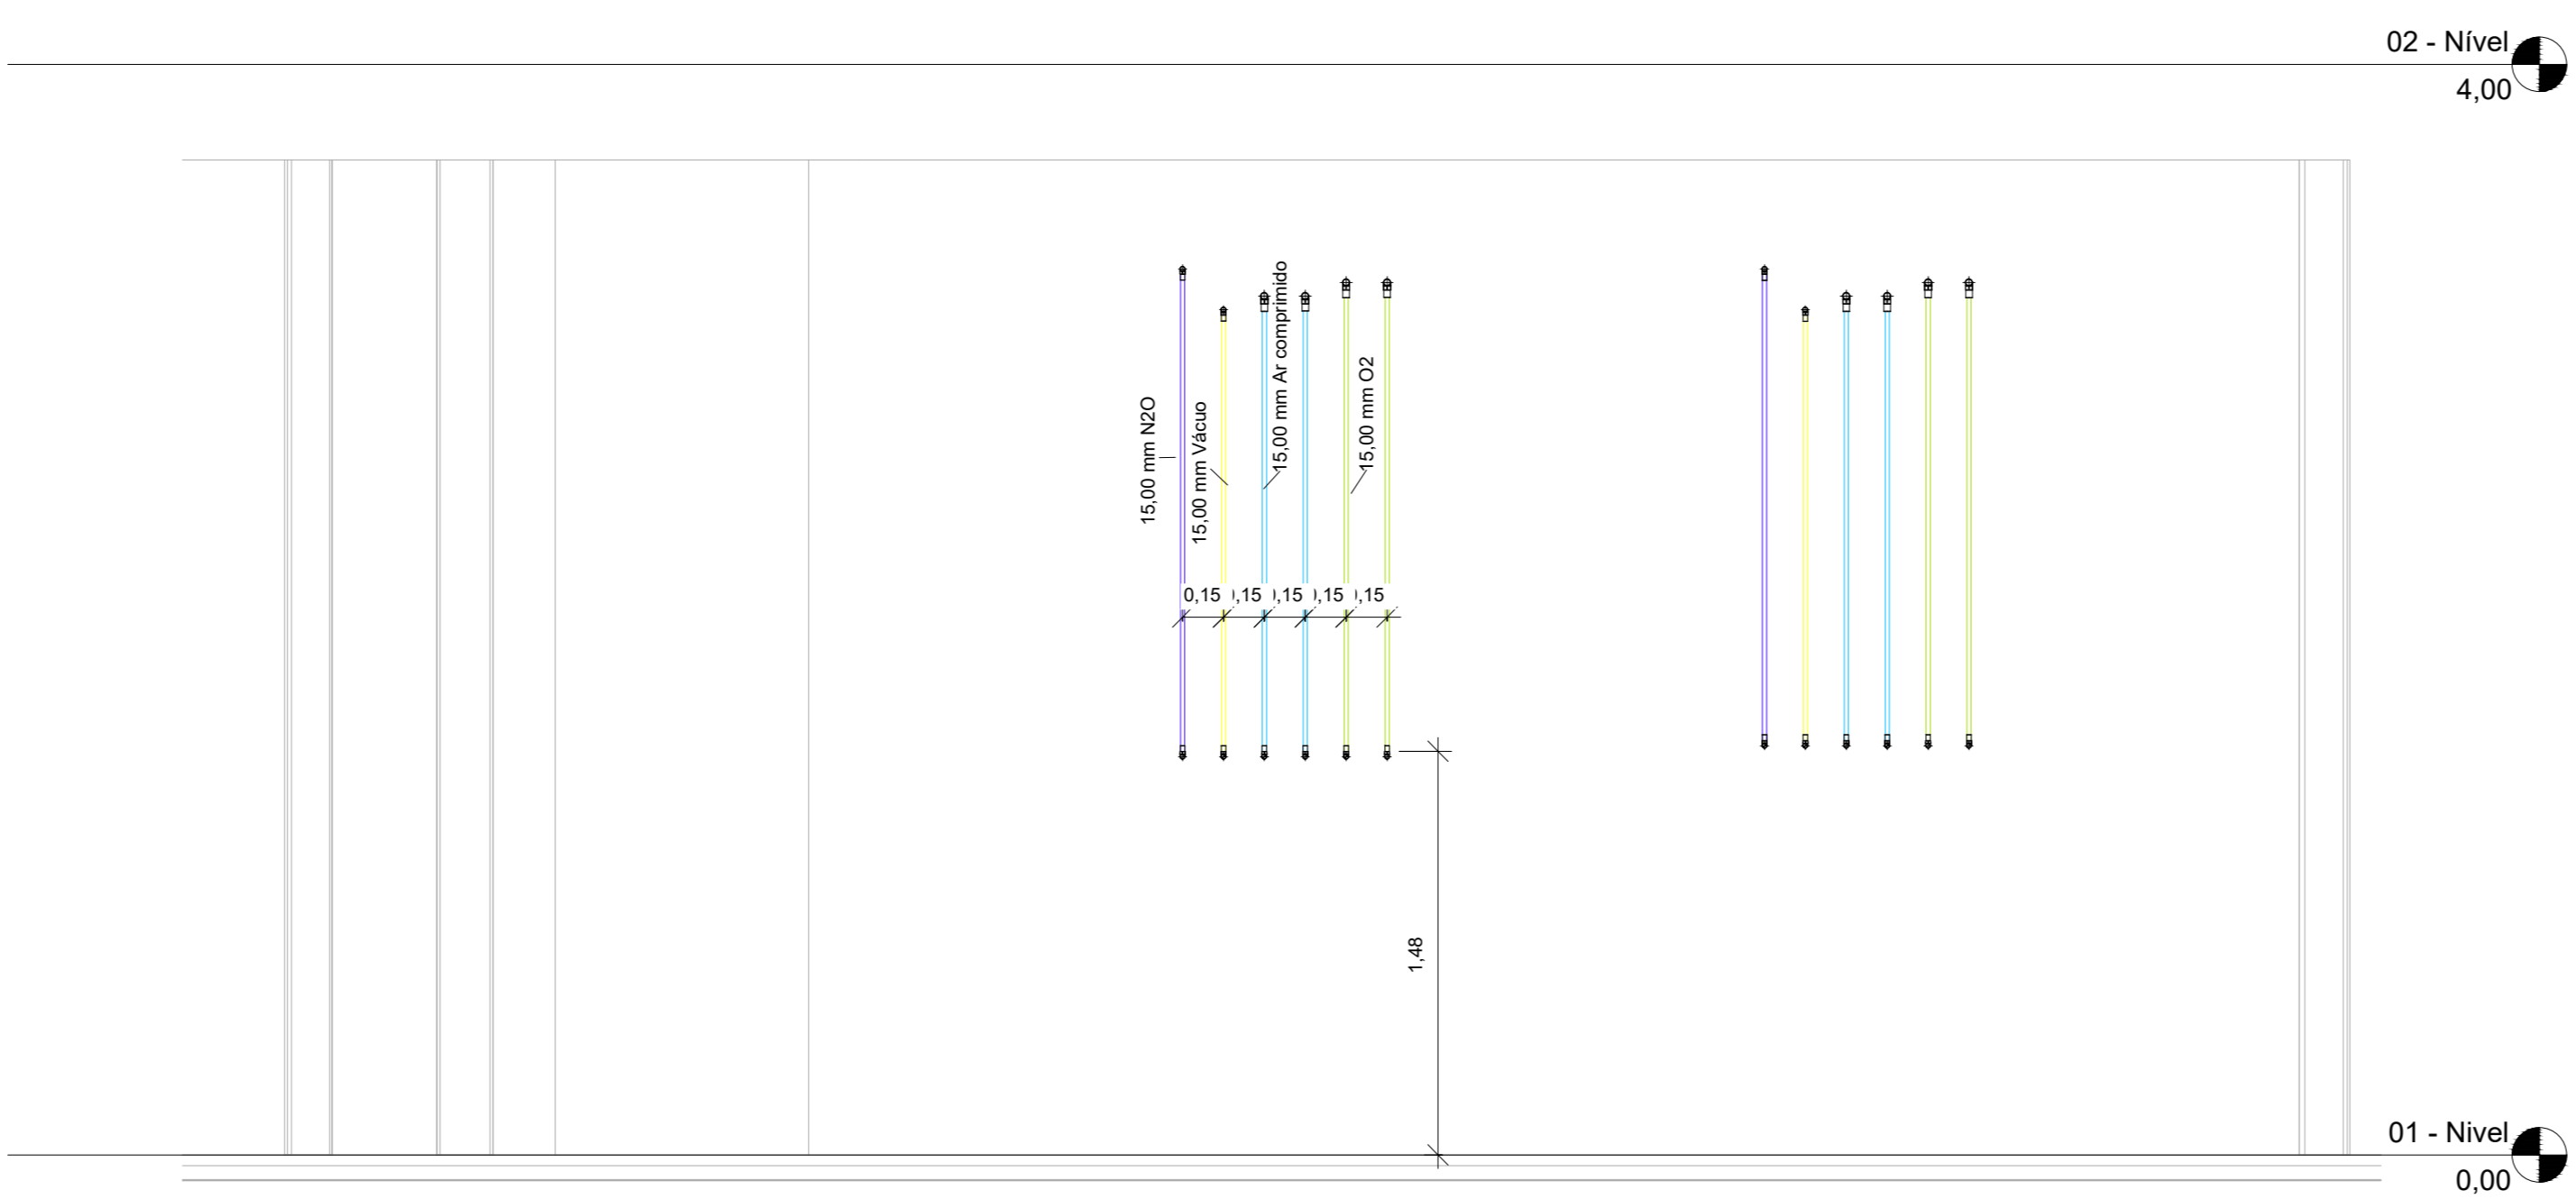 02 - Nível
4,00
15,00 mm N2O
15,00 mm Vácuo
15,00 mm Ar comprimido
15,00 mm O2
0,15 ,15 ,15 ,15 ,15
1,48
01 - Nivel
0,00